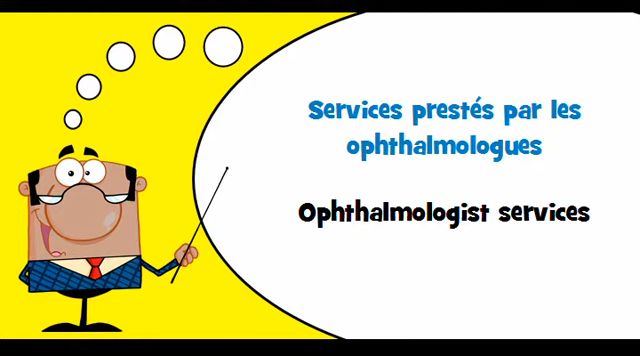 Services prestés par les
ophthalmologues
Ophthalmologist services